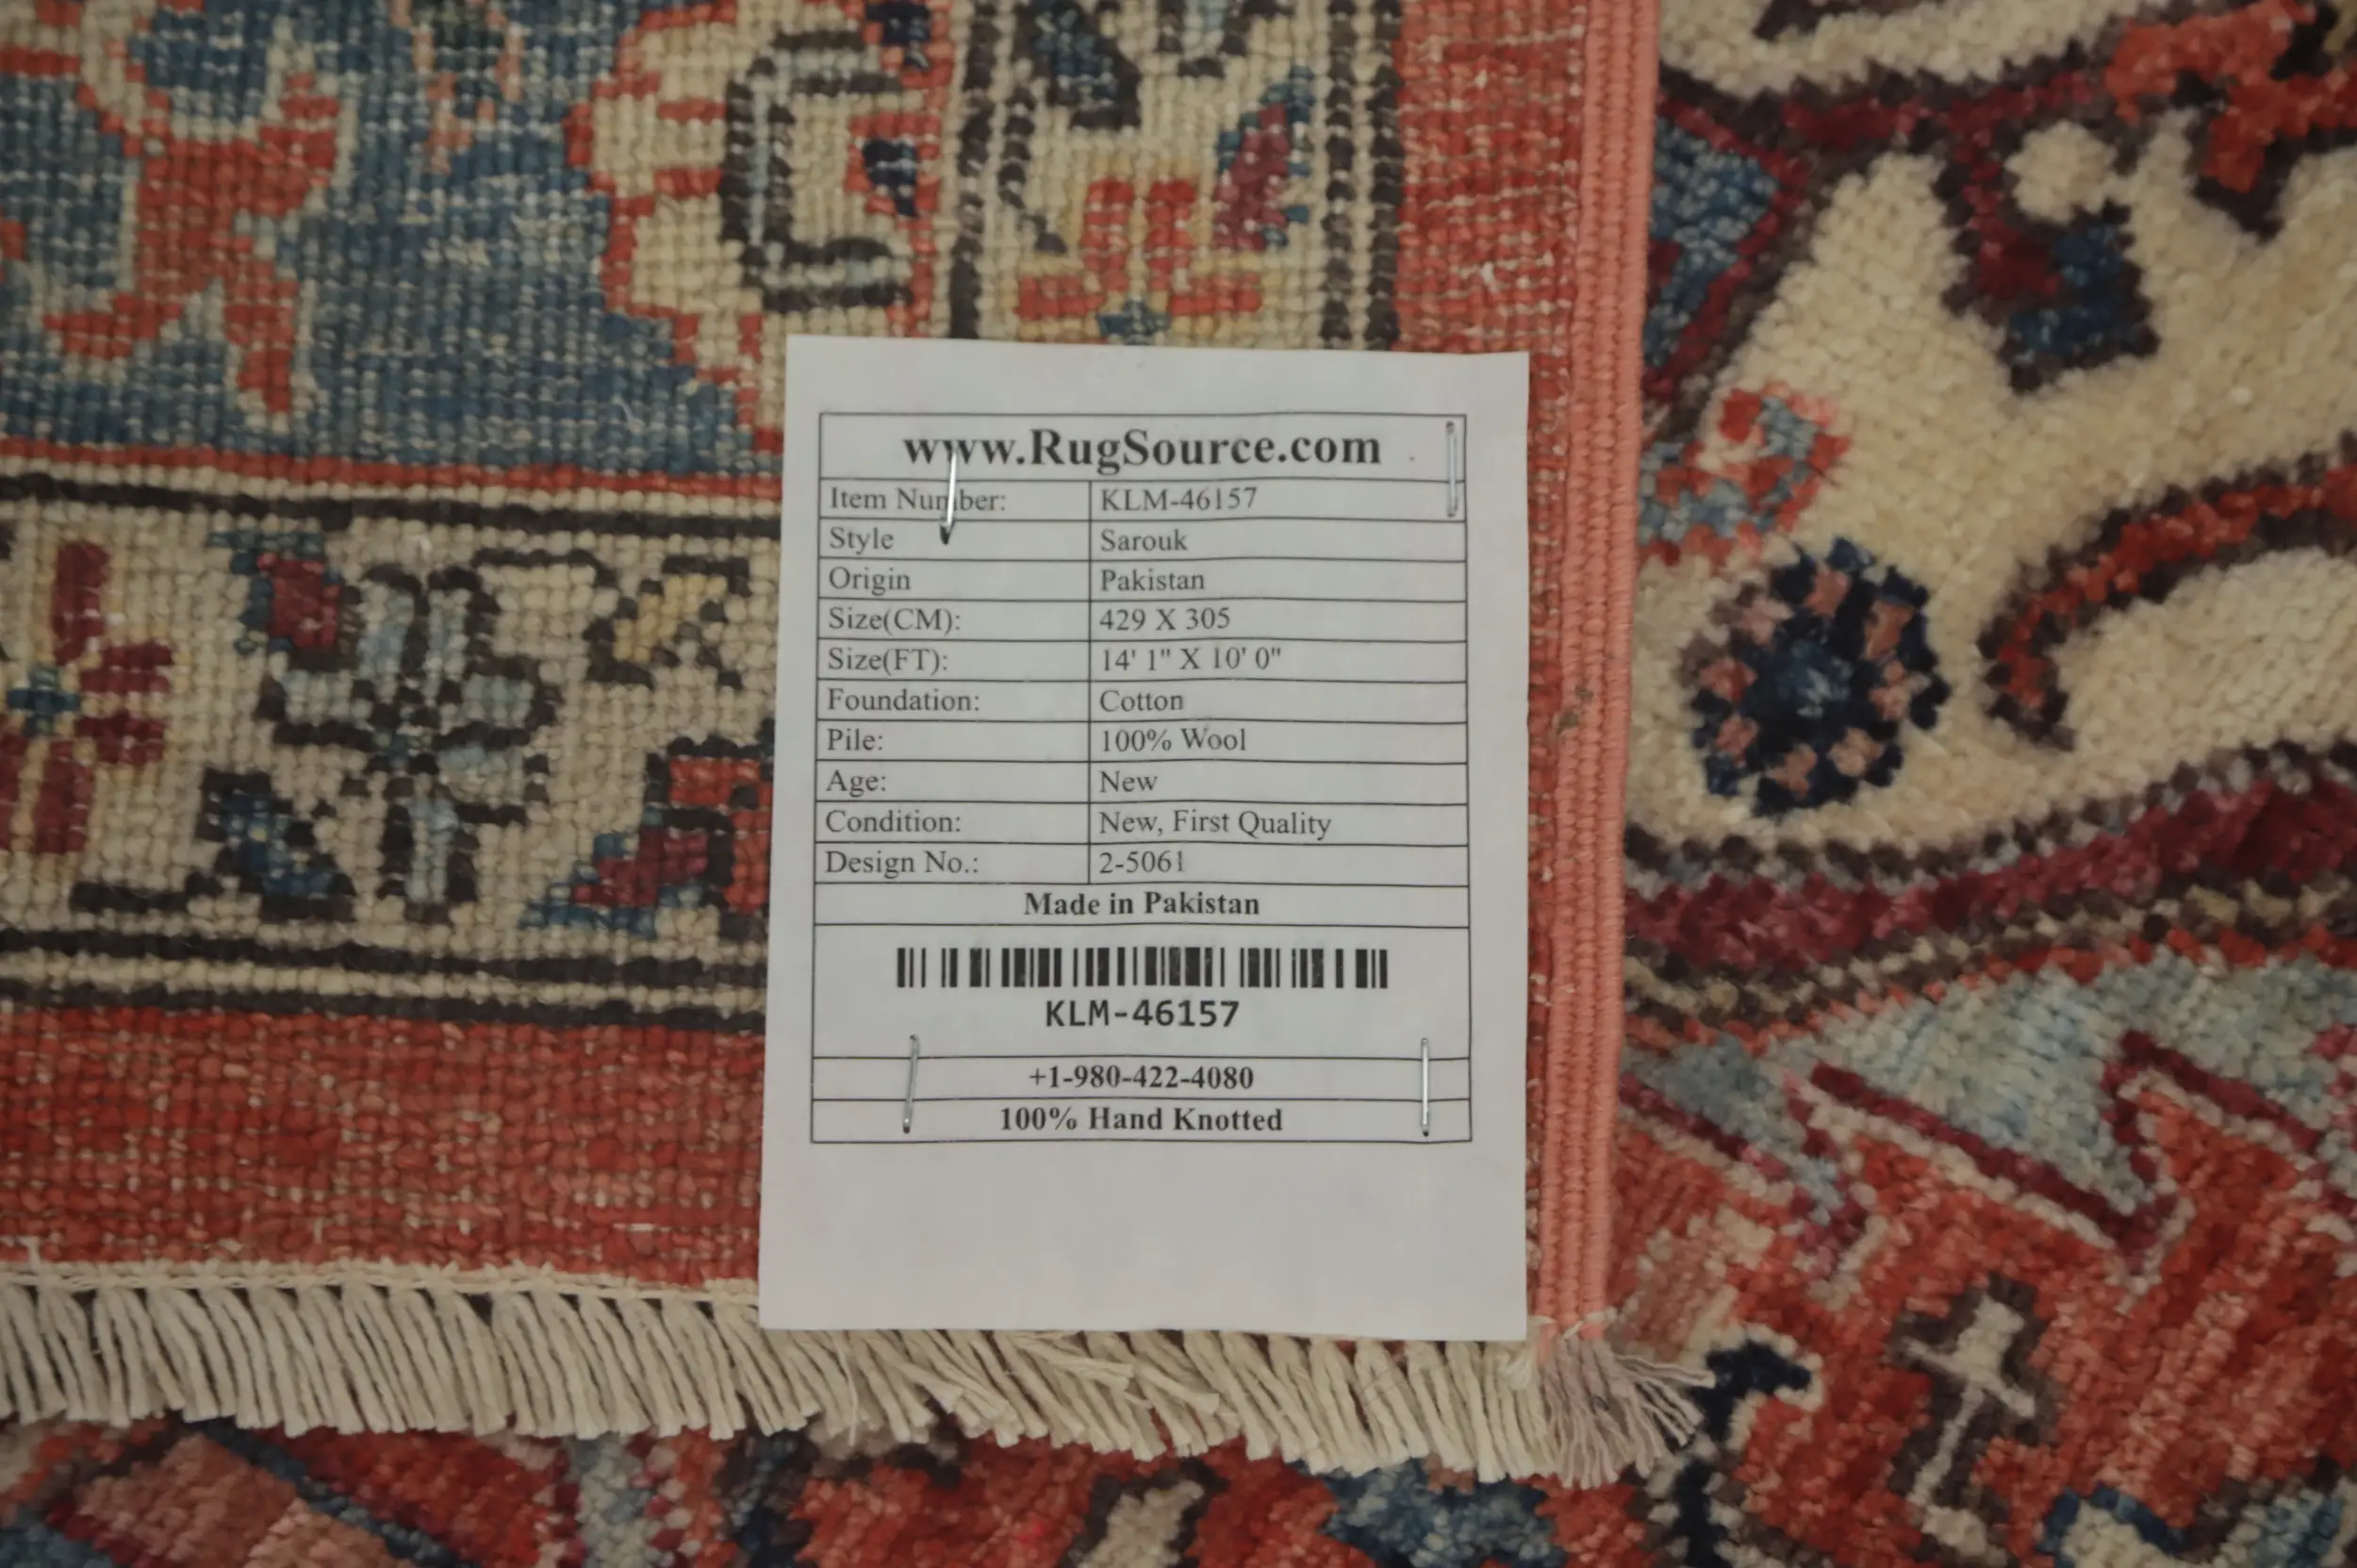 www.RugSource.com
Item Number: KLM-46157
Style Sarouk
Origin Pakistan
Size(CM): 429 X 305
Size(FT): 14' 1" X 10' 0"
Foundation: Cotton
Pile: 100% Wool
Age: New
Condition: New, First Quality
Design No.: 2-5061
Made in Pakistan
KLM-46157
+1-980-422-4080
100% Hand Knotted